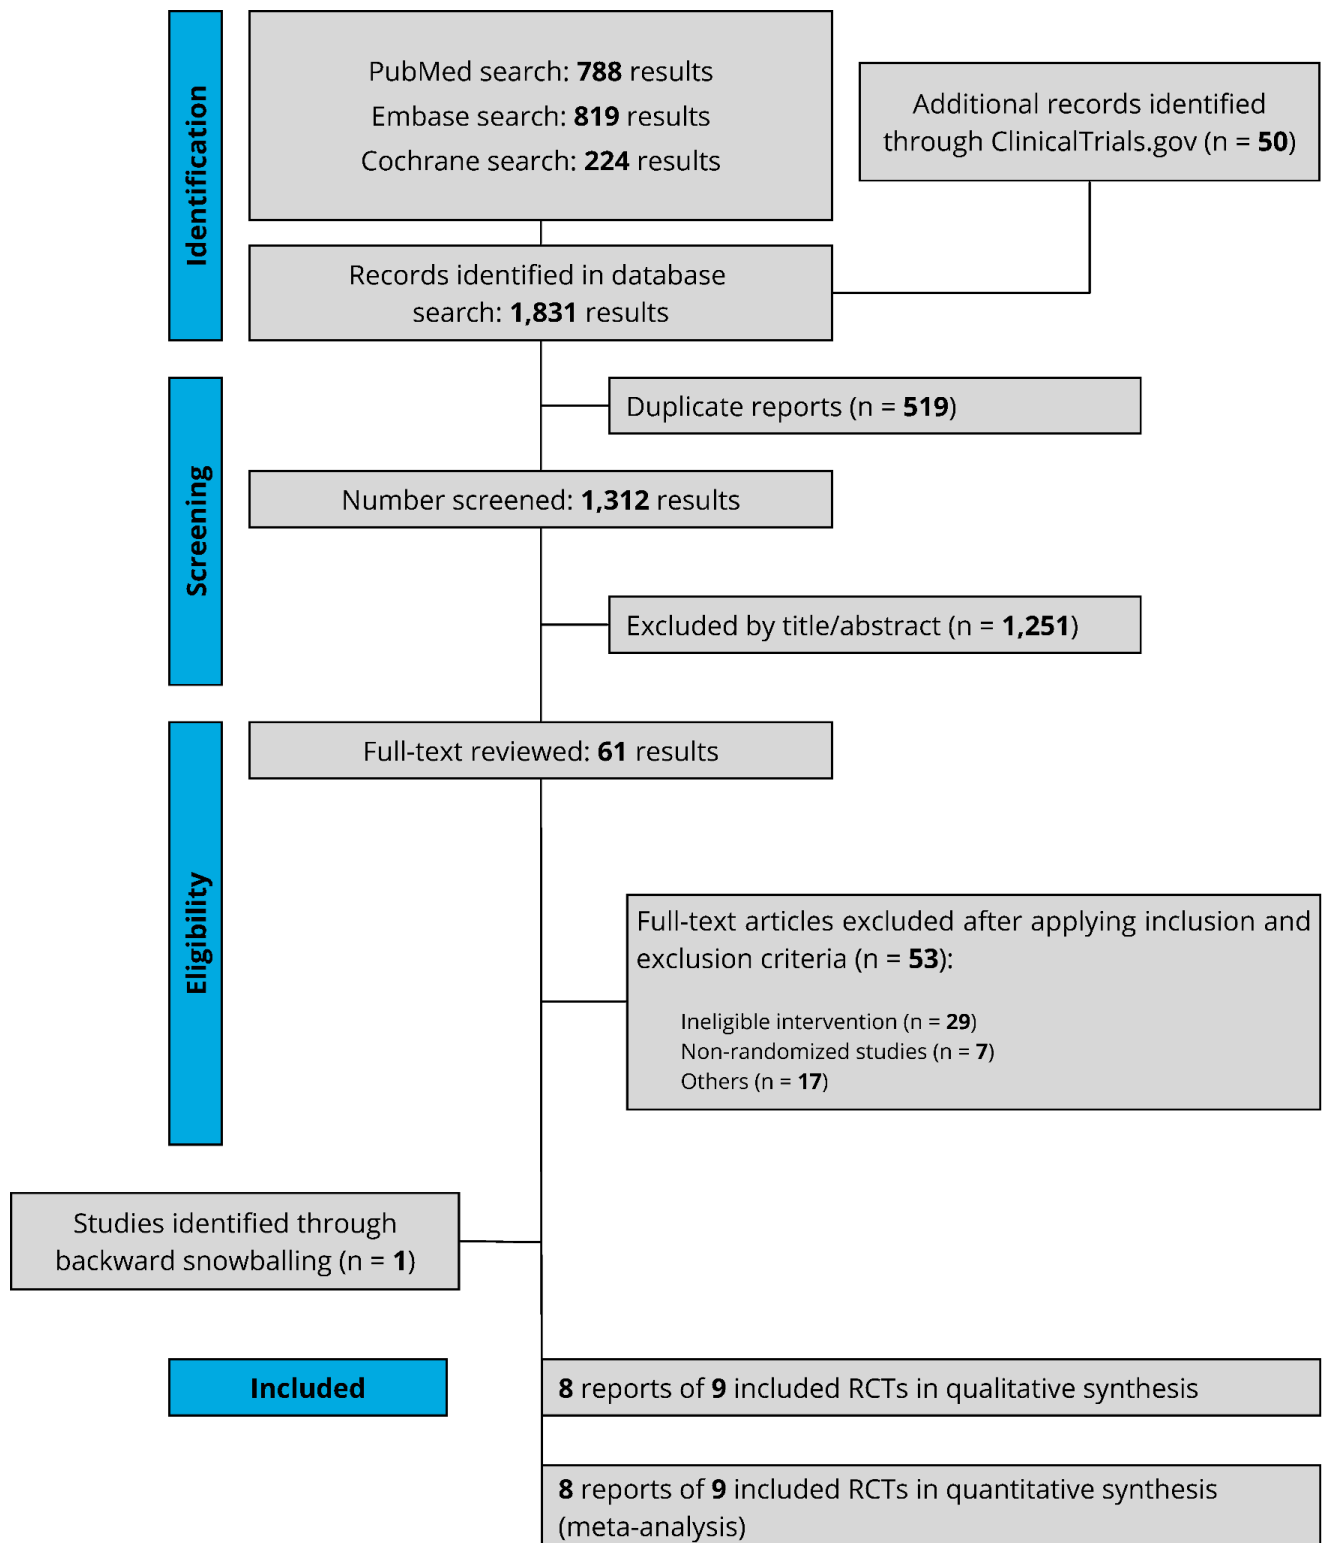 Identification
PubMed search: 788 results
Embase search: 819 results
Cochrane search: 224 results
Additional records identified
through ClinicalTrials.gov (n = 50)
Records identified in database
search: 1,831 results
Screening
Duplicate reports (n = 519)
Number screened: 1,312 results
Excluded by title/abstract (n = 1,251)
Eligibility
Full-text reviewed: 61 results
Full-text articles excluded after applying inclusion and
exclusion criteria (n = 53):
Ineligible intervention (n = 29)
Non-randomized studies (n = 7)
Others (n = 17)
Studies identified through
backward snowballing (n = 1)
Included
8 reports of 9 included RCTs in qualitative synthesis
8 reports of 9 included RCTs in quantitative synthesis
(meta-analysis)